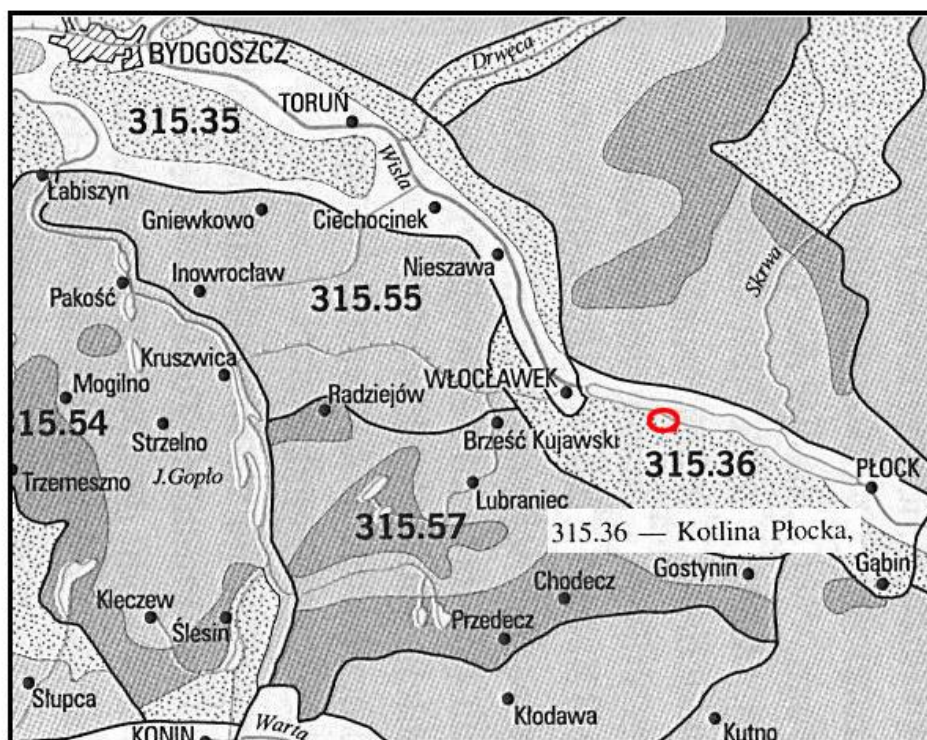 BYDGOSZCZ
Drwęca
TORUŃ
315.35
Wisła
Łabiszyn
Gniewkowo
Ciechocinek
Nieszawa
Skrwa
Inowrocław
315.55
Pakość
Kruszwica
WŁOCŁAWEK
Mogilno
Radziejów
315.54
Strzelno
Brześć Kujawski
315.36
J.Gopło
PŁOCK
Trzemeszno
Lubraniec
315.57
315.36 — Kotlina Płocka,
Gostynin
Gąbin
Chodecz
Kleczew
Ślesin
Przedecz
Słupca
Kłodawa
Warta
Kutno
KONIN